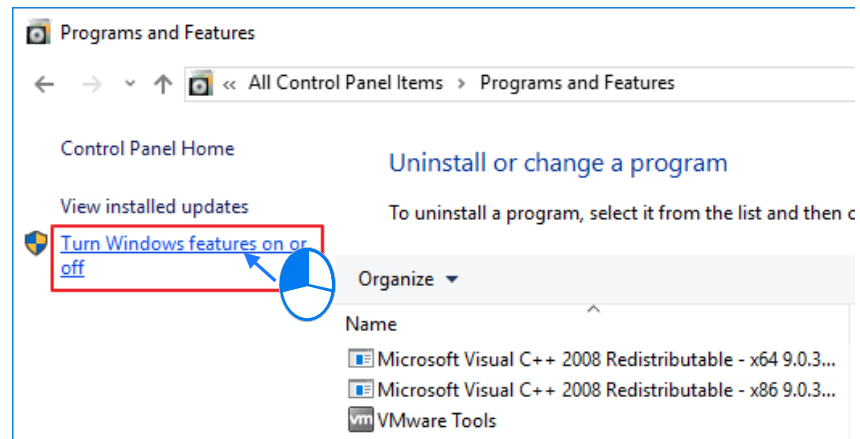 Programs and Features
« All Control Panel Items > Programs and Features
Control Panel Home
View installed updates
Turn Windows features on or
off
Uninstall or change a program
To uninstall a program, select it from the list and then
Organize
Name
Microsoft Visual C++ 2008 Redistributable - x64 9.0.3...
Microsoft Visual C++ 2008 Redistributable - x86 9.0.3...
vm VMware Tools